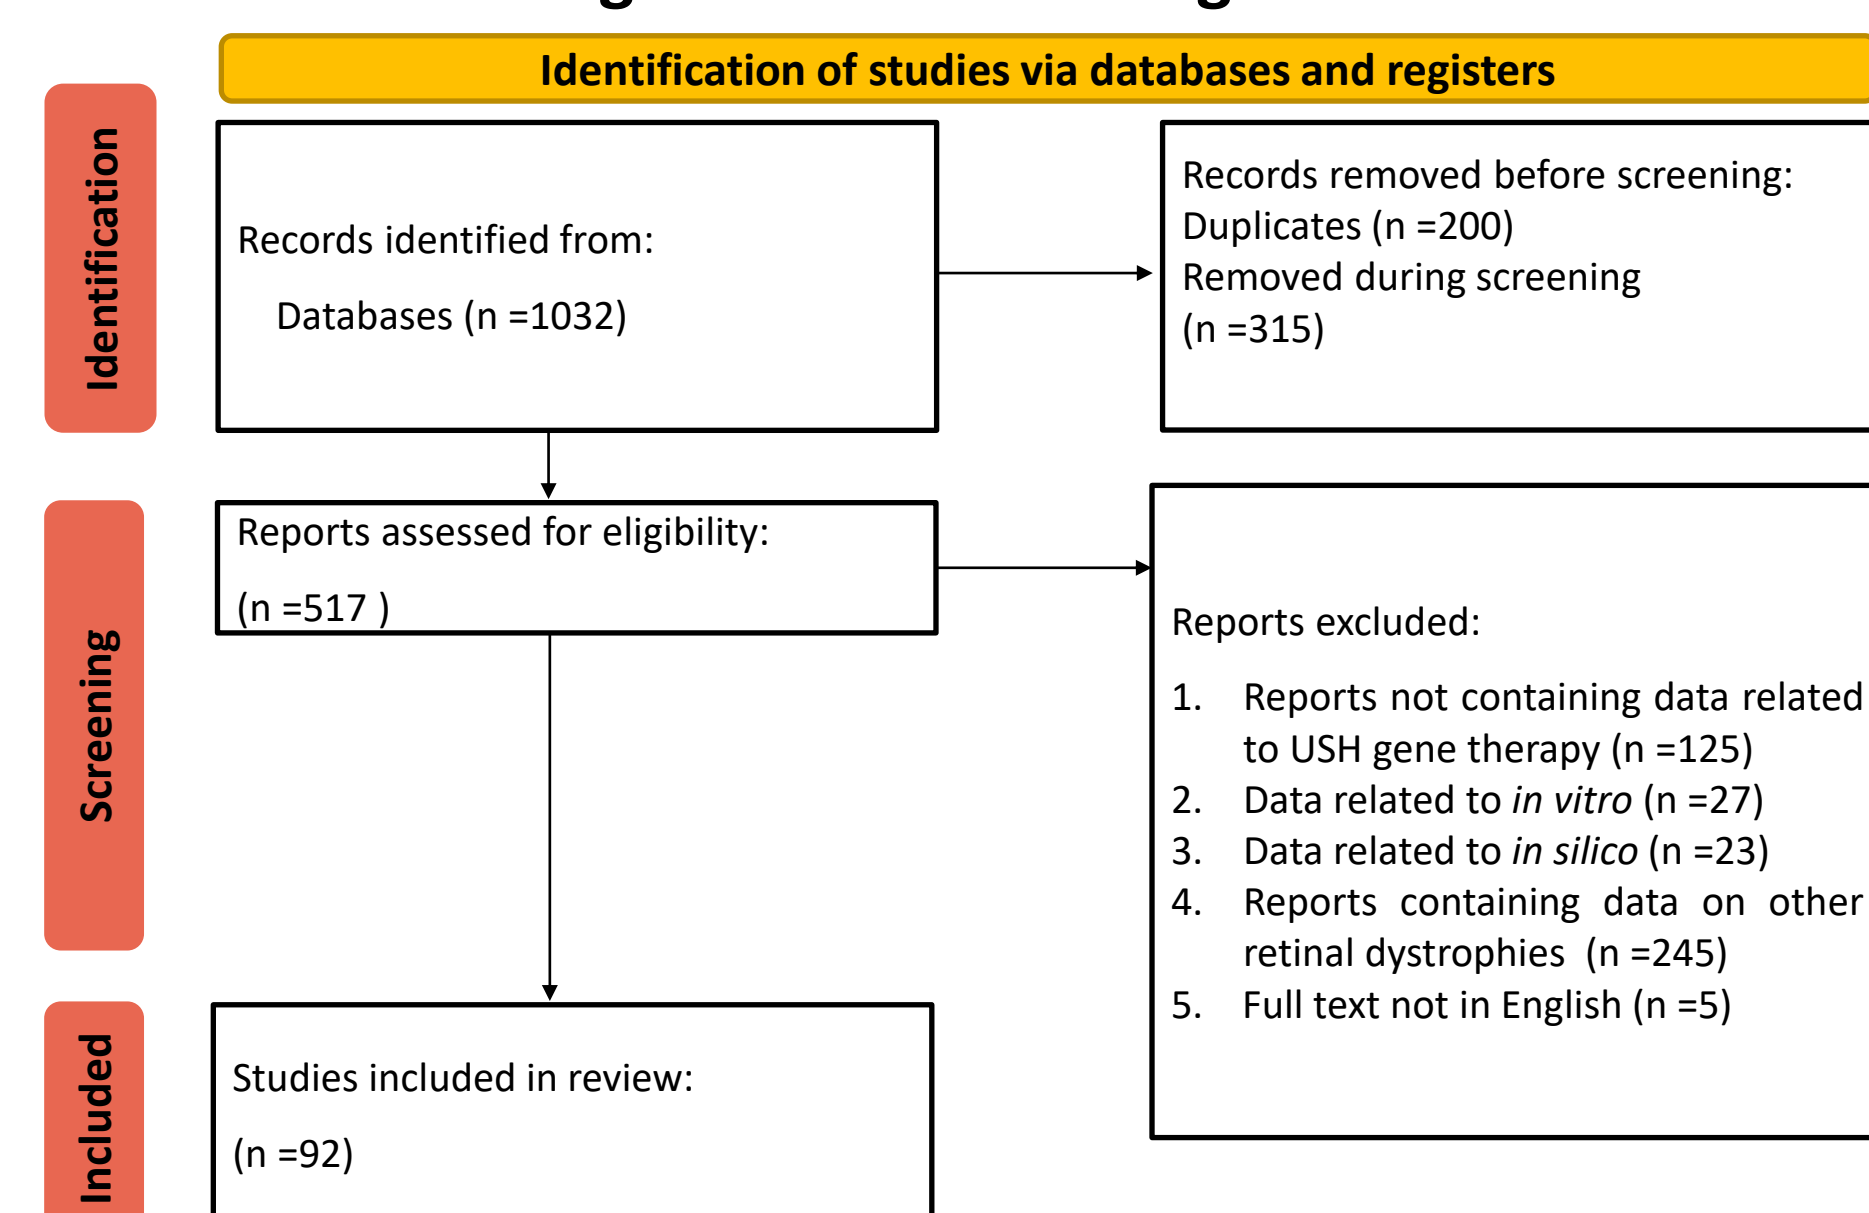 Identification of studies via databases and registers
Identification
Records identified from:
Databases (n =1032)
Records removed before screening:
Duplicates (n =200)
Removed during screening
(n =315)
Screening
Reports assessed for eligibility:
(n =517 )
Reports excluded:
1. Reports not containing data related
to USH gene therapy (n =125)
2. Data related to in vitro (n =27)
3. Data related to in silico (n =23)
4. Reports containing data on other
retinal dystrophies (n =245)
5. Full text not in English (n =5)
Included
Studies included in review:
(n =92)